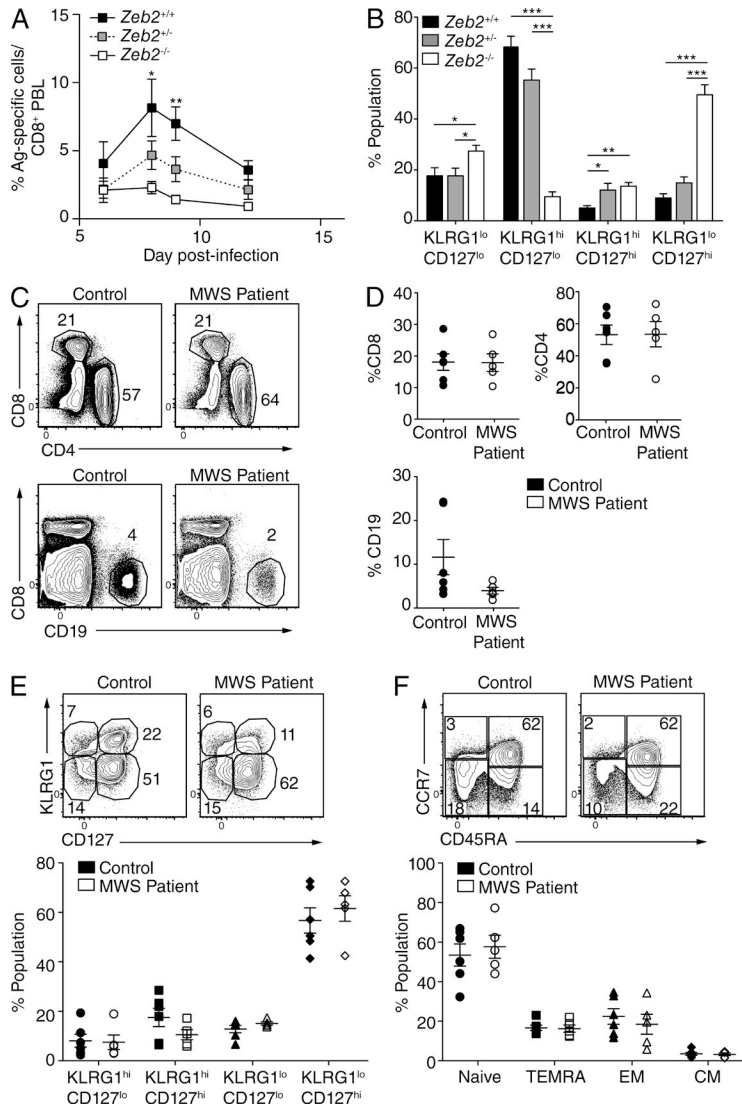 A
Zeb2+/+
Zeb2+/-
Zeb2-/-
% Ag-specific cells/
CD8+ PBL
15
10
5
0
*
**
5 10 15
Day post-infection
B
Zeb2+/+
Zeb2+/-
Zeb2-/-
% Population
80
60
40
20
0
*
*
***
***
**
*
***
***
KLRG1lo KLRG1hi KLRG1hi KLRG1lo
CD127lo CD127lo CD127hi CD127hi
C
Control MWS Patient
21 21
57 64
CD8
0
0 0
CD4
Control MWS Patient
4 2
CD8
0
0 0
CD19
D
%CD8
40
30
20
10
0
Control MWS
Patient
%CD4
80
60
40
20
0
Control MWS
Patient
% CD19
30
20
10
0
Control MWS
Patient
Control
MWS Patient
E
Control MWS Patient
7 6
22 11
51 62
14 15
KLRG1
0
0 0
CD127
Control
MWS Patient
% Population
80
60
40
20
0
KLRG1hi KLRG1hi KLRG1lo KLRG1lo
CD127lo CD127hi CD127lo CD127hi
F
Control MWS Patient
3 62 2 62
18 14 10 22
CCR7
0
0 0
CD45RA
Control
MWS Patient
% Population
100
80
60
40
20
0
Naive TEMRA EM CM